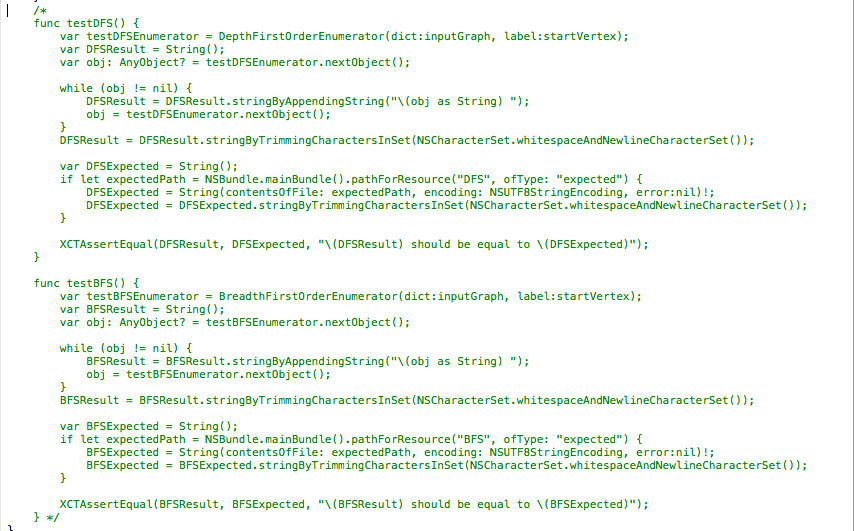 /*
func testDFS() {
    var testDFSEnumerator = DepthFirstOrderEnumerator(dict:inputGraph, label:startVertex);
    var DFSResult = String();
    var obj: AnyObject? = testDFSEnumerator.nextObject();

    while (obj != nil) {
        DFSResult = DFSResult.stringByAppendingString("\(obj as String) ");
        obj = testDFSEnumerator.nextObject();
    }
    DFSResult = DFSResult.stringByTrimmingCharactersInSet(NSCharacterSet.whitespaceAndNewlineCharacterSet());

    var DFSExpected = String();
    if let expectedPath = NSBundle.mainBundle().pathForResource("DFS", ofType: "expected") {
        DFSExpected = String(contentsOfFile: expectedPath, encoding: NSUTF8StringEncoding, error:nil)!;
        DFSExpected = DFSExpected.stringByTrimmingCharactersInSet(NSCharacterSet.whitespaceAndNewlineCharacterSet());
    }

    XCTAssertEqual(DFSResult, DFSExpected, "\(DFSResult) should be equal to \(DFSExpected)");
}

func testBFS() {
    var testBFSEnumerator = BreadthFirstOrderEnumerator(dict:inputGraph, label:startVertex);
    var BFSResult = String();
    var obj: AnyObject? = testBFSEnumerator.nextObject();

    while (obj != nil) {
        BFSResult = BFSResult.stringByAppendingString("\(obj as String) ");
        obj = testBFSEnumerator.nextObject();
    }
    BFSResult = BFSResult.stringByTrimmingCharactersInSet(NSCharacterSet.whitespaceAndNewlineCharacterSet());

    var BFSExpected = String();
    if let expectedPath = NSBundle.mainBundle().pathForResource("BFS", ofType: "expected") {
        BFSExpected = String(contentsOfFile: expectedPath, encoding: NSUTF8StringEncoding, error:nil)!;
        BFSExpected = BFSExpected.stringByTrimmingCharactersInSet(NSCharacterSet.whitespaceAndNewlineCharacterSet());
    }

    XCTAssertEqual(BFSResult, BFSExpected, "\(BFSResult) should be equal to \(BFSExpected)");
} */
}